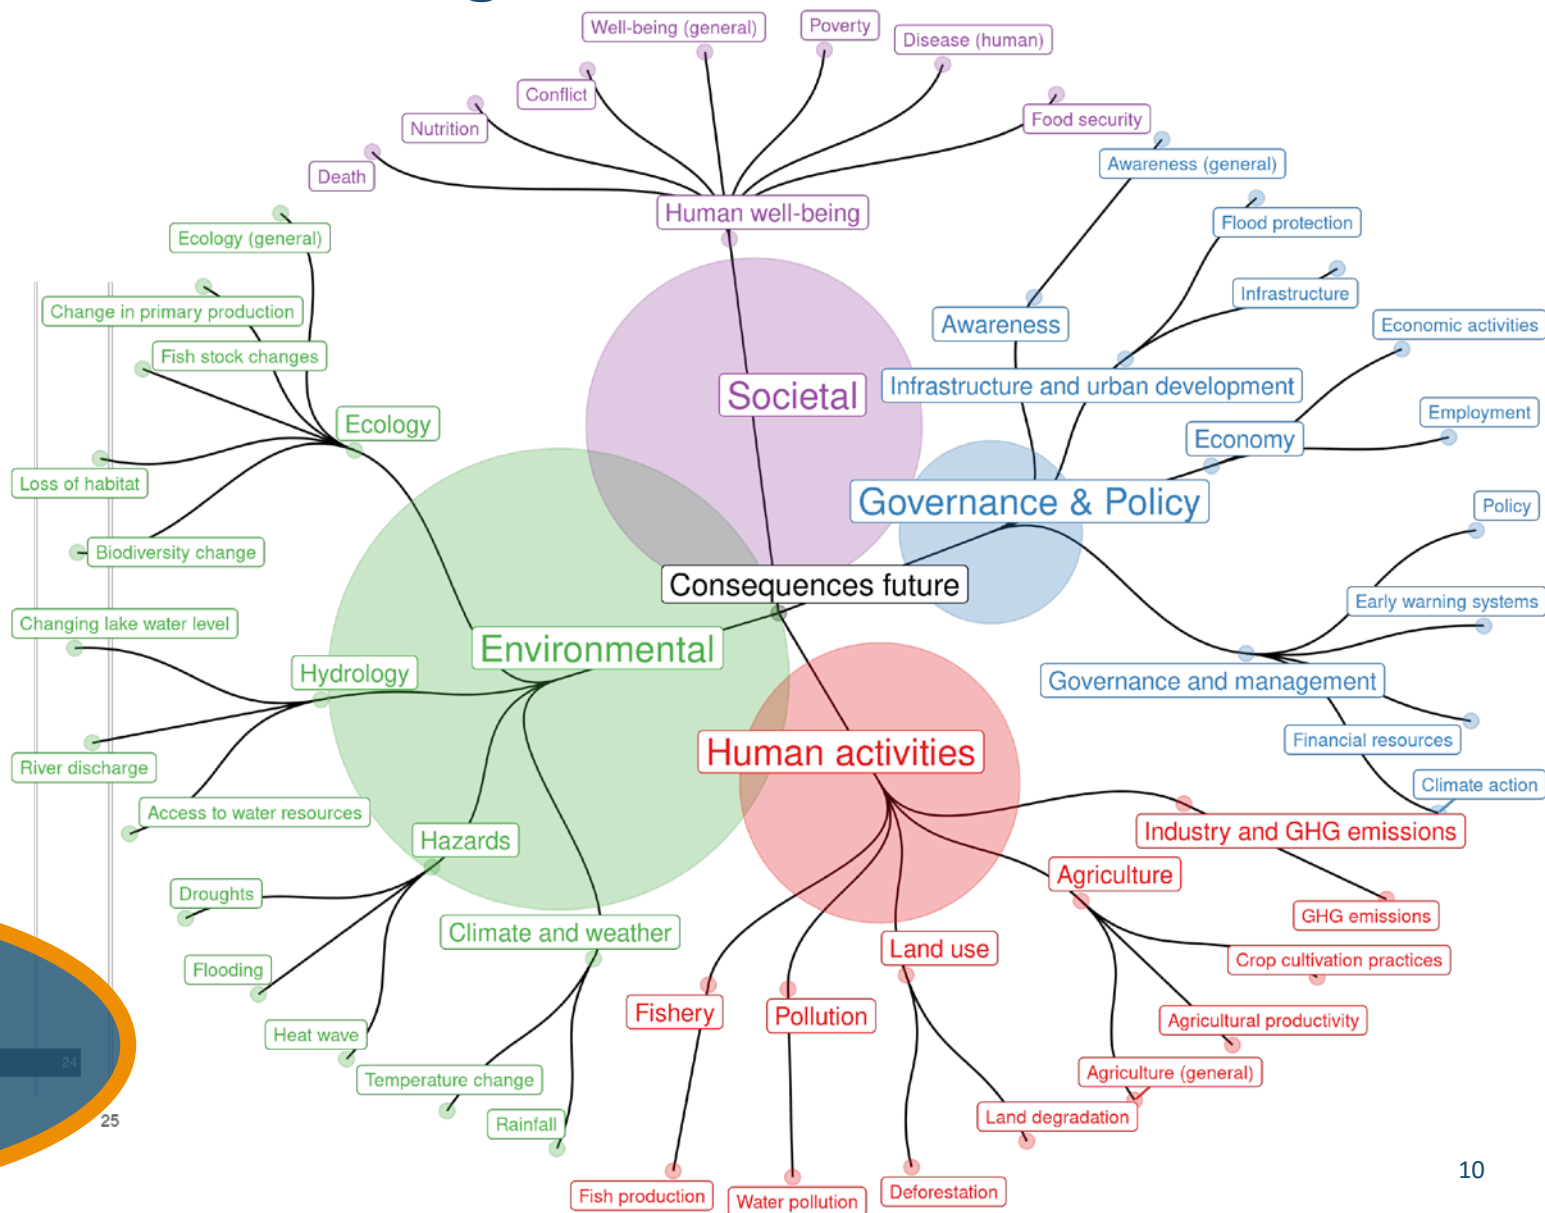 Well-being (general)
Poverty
Disease (human)
Conflict
Nutrition
Food security
Death
Human well-being
Awareness (general)
Flood protection
Infrastructure
Economic activities
Awareness
Infrastructure and urban development
Employment
Economy
Societal
Governance & Policy
Policy
Early warning systems
Governance and management
Financial resources
Climate action
Ecology (general)
Change in primary production
Fish stock changes
Ecology
Loss of habitat
Biodiversity change
Consequences future
Changing lake water level
Environmental
Hydrology
River discharge
Access to water resources
Hazards
Droughts
Flooding
Heat wave
Climate and weather
Temperature change
Rainfall
Human activities
Industry and GHG emissions
GHG emissions
Agriculture
Crop cultivation practices
Agricultural productivity
Agriculture (general)
Land use
Land degradation
Deforestation
Pollution
Water pollution
Fishery
Fish production
24
25
10